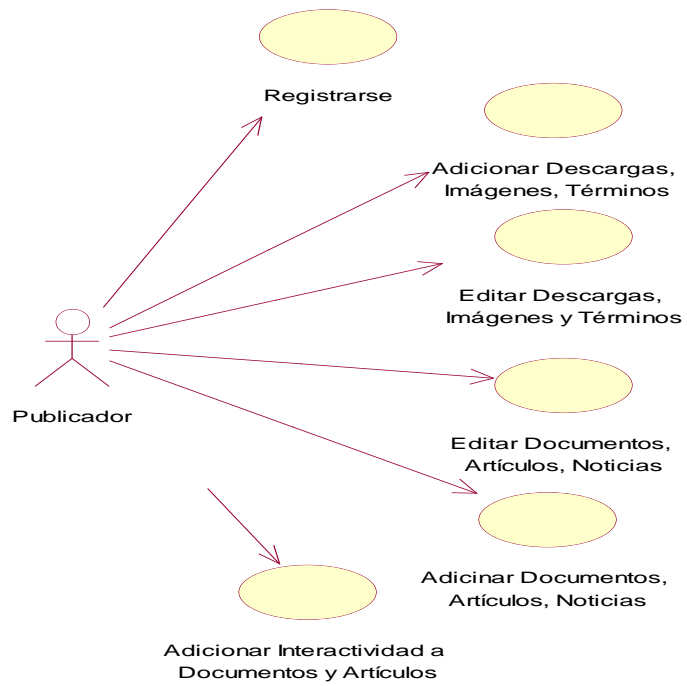 Registrarse
Adicionar Descargas,
Imágenes, Términos
Editar Descargas,
Imágenes y Términos
Publicador
Editar Documentos,
Artículos, Noticias
Adicinar Documentos,
Artículos, Noticias
Adicionar Interactividad a
Documentos y Artículos